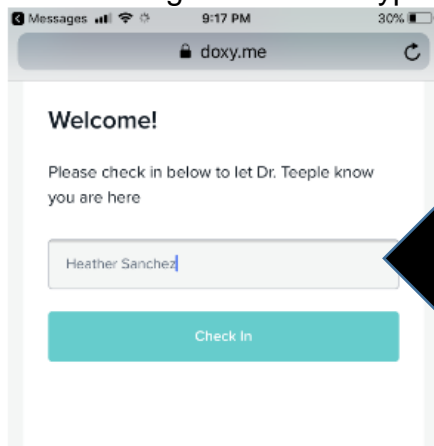 Messages 9:17 PM 30%
doxy.me
Welcome!
Please check in below to let Dr. Teeple know
you are here
Heather Sanchez
Check In